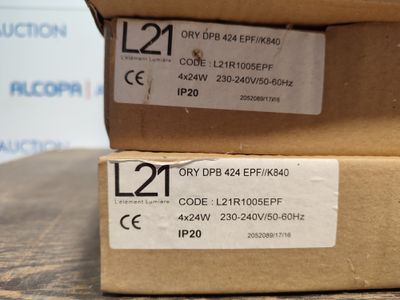 AUCTION
ALCOPA
AUCTION
L21
L'élément Lumière
ORY DPB 424 EPF//K840
CE
CODE : L21R1005EPF
4x24W 230-240V/50-60Hz
IP20
2052089/17/16
L21
L'élément Lumière
ORY DPB 424 EPF//K840
CE
CODE : L21R1005EPF
4x24W 230-240V/50-60Hz
IP20
2052089/17/16